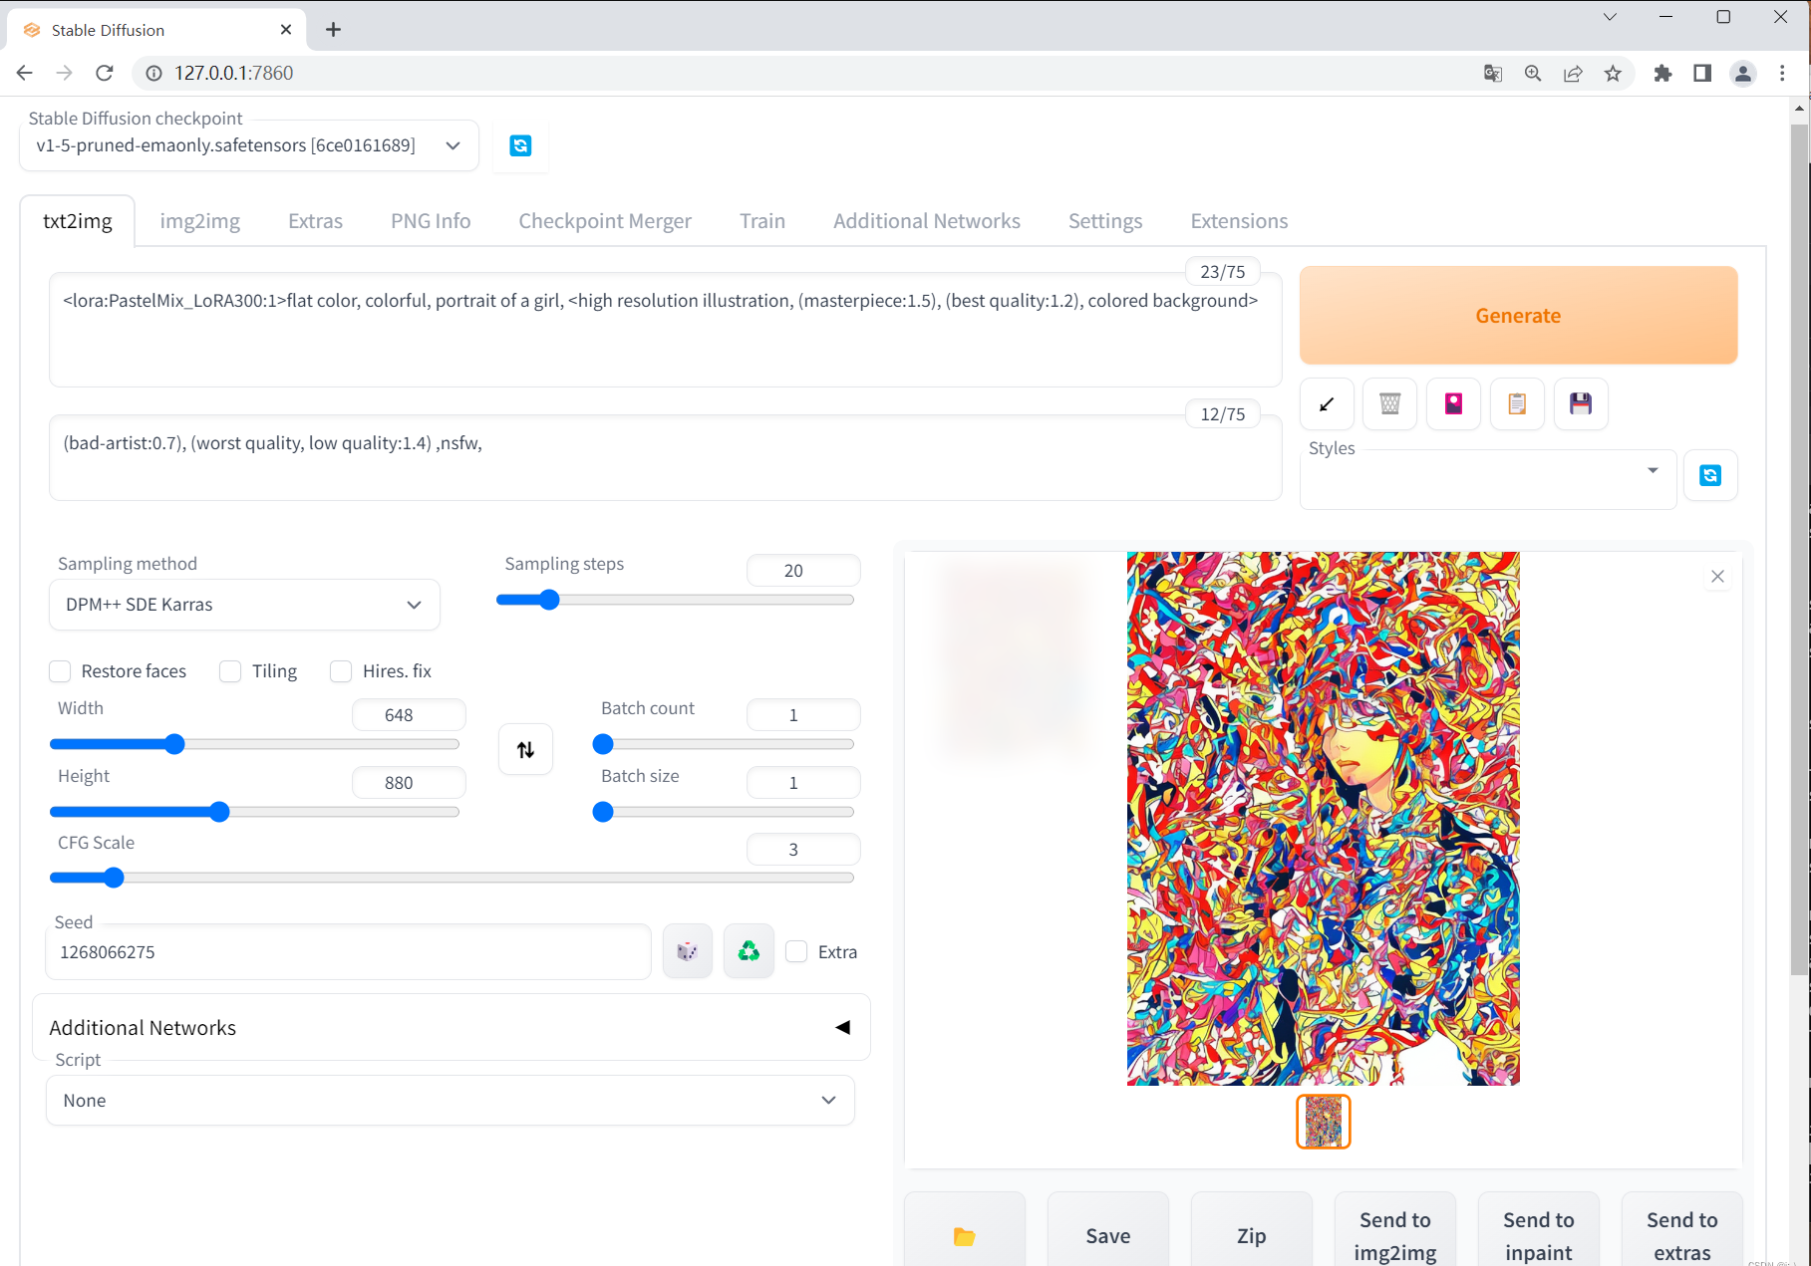 Stable Diffusion
127.0.0.1:7860
Stable Diffusion checkpoint
v1-5-pruned-emaonly.safetensors [6ce0161689]
txt2img img2img Extras PNG Info Checkpoint Merger Train Additional Networks Settings Extensions
23/75
<lora:PastelMix_LoRA300:1>flat color, colorful, portrait of a girl, <high resolution illustration, (masterpiece:1.5), (best quality:1.2), colored background>
Generate
12/75
(bad-artist:0.7), (worst quality, low quality:1.4) ,nsfw,
Styles
Sampling method
DPM++ SDE Karras
Sampling steps
20
Restore faces Tiling Hires. fix
Width
648
Batch count
1
Height
880
Batch size
1
CFG Scale
3
Seed
1268066275
Extra
Additional Networks
Script
None
Save
Zip
Send to
img2img
Send to
inpaint
Send to
extras